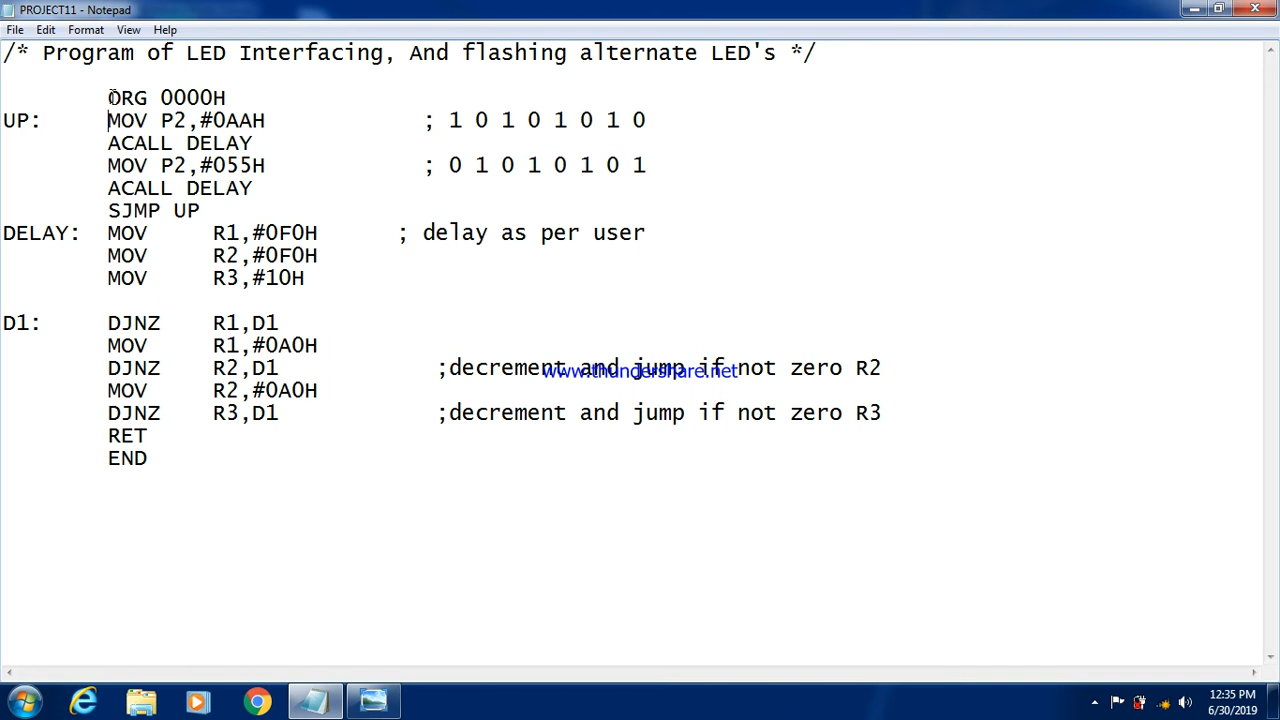 PROJECT11 - Notepad
File Edit Format View Help
/* Program of LED Interfacing, And flashing alternate LED's */
ORG 0000H
UP: MOV P2,#0AAH ; 1 0 1 0 1 0 1 0
ACALL DELAY
MOV P2,#055H ; 0 1 0 1 0 1 0 1
ACALL DELAY
SJMP UP
DELAY: MOV R1,#0F0H ; delay as per user
MOV R2,#0F0H
MOV R3,#10H
D1: DJNZ R1,D1
MOV R1,#0A0H
DJNZ R2,D1 ;decrement and jump if not zero R2
www.thundershare.net
MOV R2,#0A0H
DJNZ R3,D1 ;decrement and jump if not zero R3
RET
END
12:35 PM
6/30/2019